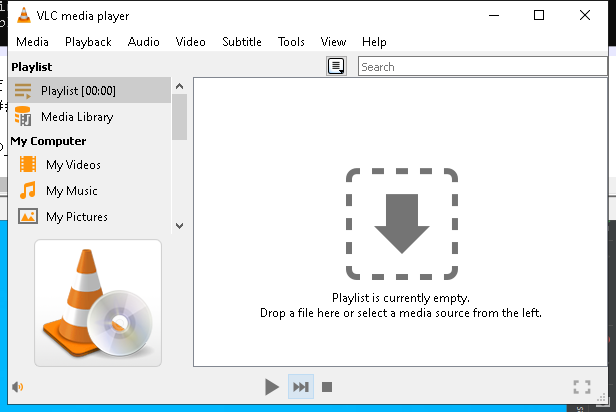 VLC media player
Media Playback Audio Video Subtitle Tools View Help
Playlist
Search
Playlist [00:00]
Media Library
My Computer
My Videos
My Music
My Pictures
Playlist is currently empty.
Drop a file here or select a media source from the left.